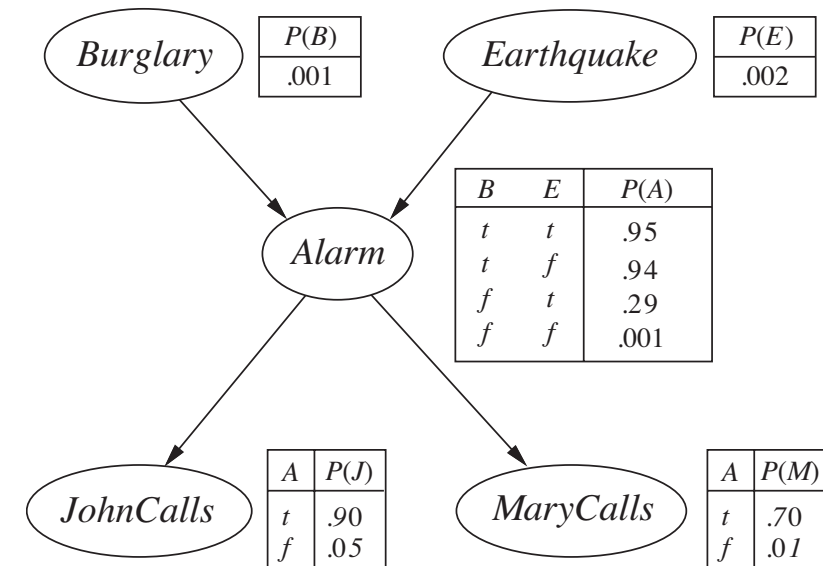 Burglary
P(B)
.001
Earthquake
P(E)
.002
Alarm
B E P(A)
t t .95
t f .94
f t .29
f f .001
JohnCalls
A P(J)
t .90
f .05
MaryCalls
A P(M)
t .70
f .01